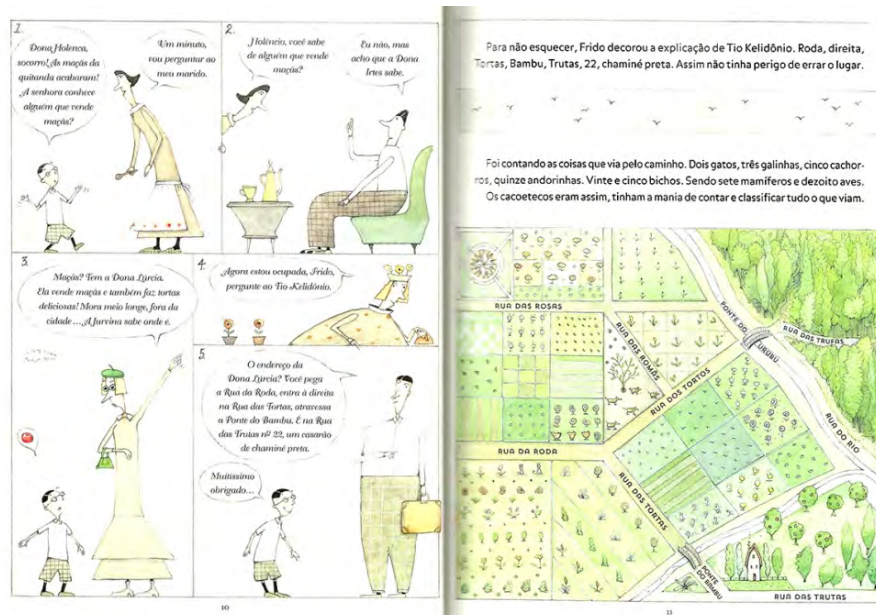 1.
Dona Holenca,
socorro! As maçãs da
quitanda acabaram!
A senhora conhece
alguém que vende
maçãs?
Um minuto,
vou perguntar ao
meu marido.
2.
Holêncio, você sabe
de alguém que vende
maçãs?
Eu não, mas
acho que a Dona
Irtes sabe.
3.
Maçãs? Tem a Dona Lúrcia.
Ela vende maçãs e também faz tortas
deliciosas! Mora meio longe, fora da
cidade ... A Jurvina sabe onde é.
4.
Agora estou ocupada, Frido,
pergunte ao Tio Kelidônio.
5.
O endereço da
Dona Lúrcia? Você pega
a Rua da Roda, entra à direita
na Rua das Tortas, atravessa
a Ponte do Bambu. É na Rua
das Trutas nº 22, um casarão
de chaminé preta.
Muitíssimo
obrigado...
10
Para não esquecer, Frido decorou a explicação de Tio Kelidônio. Roda, direita,
Tortas, Bambu, Trutas, 22, chaminé preta. Assim não tinha perigo de errar o lugar.
Foi contando as coisas que via pelo caminho. Dois gatos, três galinhas, cinco cachor-
ros, quinze andorinhas. Vinte e cinco bichos. Sendo sete mamíferos e dezoito aves.
Os cacoetecos eram assim, tinham a mania de contar e classificar tudo o que viam.
RUA DAS ROSAS
RUA DAS ROMÃS
RUA DOS TORTOS
PONTE DO URUBÚ
RUA DAS TRUFAS
RUA DO RIO
RUA DA RODA
RUA DAS TORTAS
PONTE DO BAMBU
RUA DAS TRUTAS
11